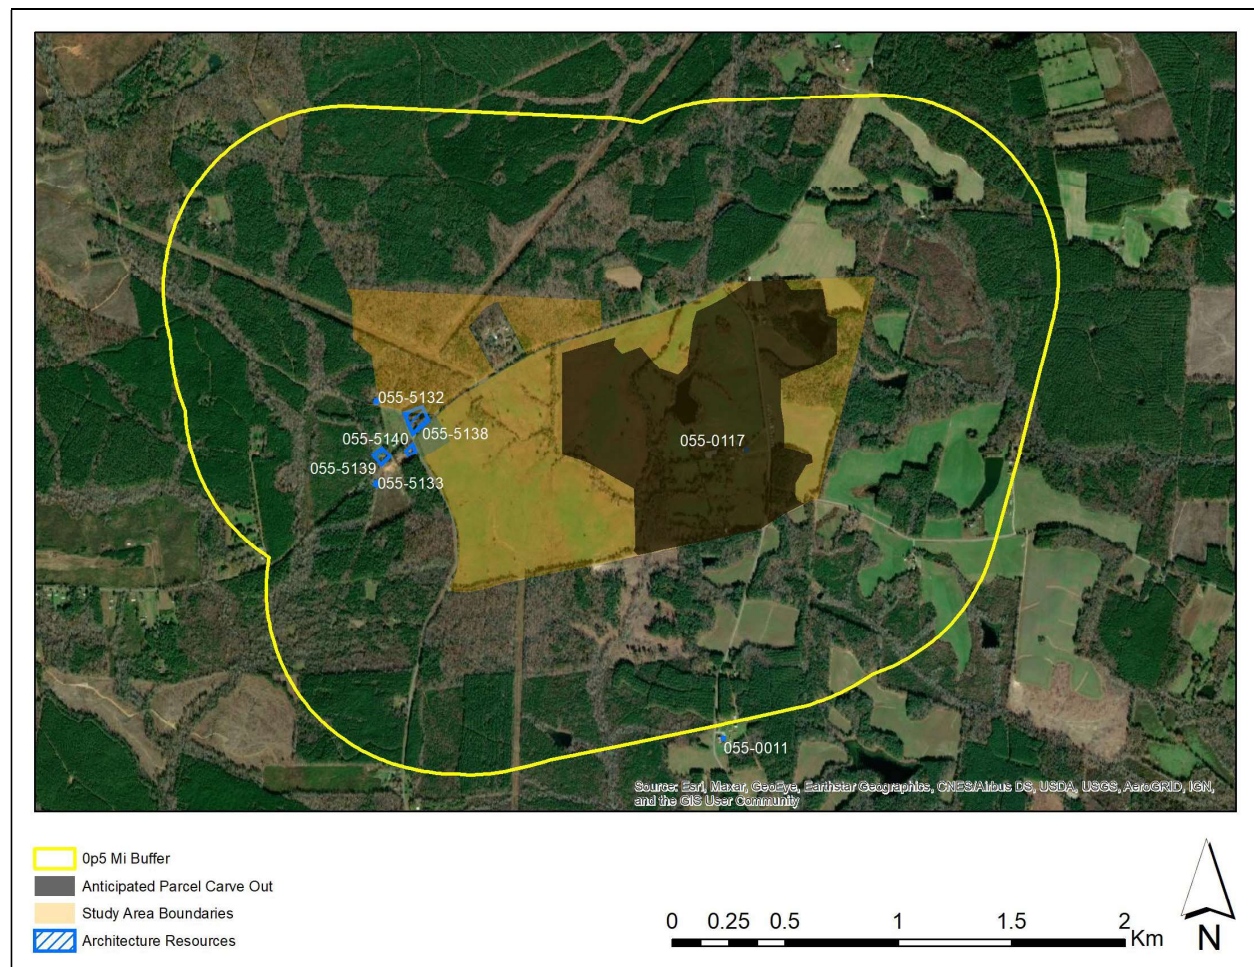 055-5132
055-5140
055-5138
055-0117
055-5139
055-5133
055-0011
Source: Esri, Maxar, GeoEye, Earthstar Geographics, CNES/Airbus DS, USDA, USGS, AeroGRID, IGN,
and the GIS User Community
0p5 Mi Buffer
Anticipated Parcel Carve Out
Study Area Boundaries
Architecture Resources
0 0.25 0.5 1 1.5 2
Km
N